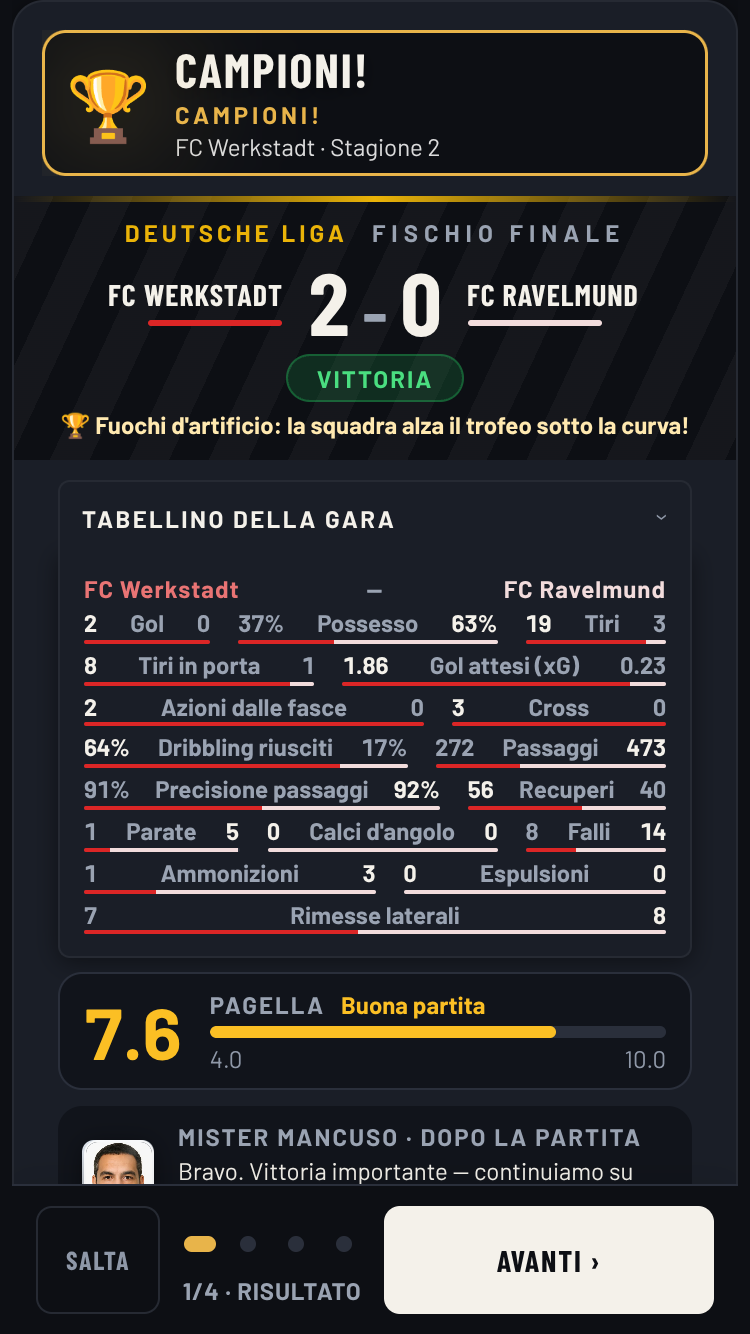 CAMPIONI!
CAMPIONI!
FC Werkstadt · Stagione 2
DEUTSCHE LIGA FISCHIO FINALE
FC WERKSTADT 2 - 0 FC RAVELMUND
VITTORIA
🏆 Fuochi d'artificio: la squadra alza il trofeo sotto la curva!
TABELLINO DELLA GARA
FC Werkstadt – FC Ravelmund
2 Gol 0 37% Possesso 63% 19 Tiri 3
8 Tiri in porta 1 1.86 Gol attesi (xG) 0.23
2 Azioni dalle fasce 0 3 Cross 0
64% Dribbling riusciti 17% 272 Passaggi 473
91% Precisione passaggi 92% 56 Recuperi 40
1 Parate 5 0 Calci d'angolo 0 8 Falli 14
1 Ammonizioni 3 0 Espulsioni 0
7 Rimesse laterali 8
7.6 PAGELLA Buona partita
4.0 10.0
MISTER MANCUSO · DOPO LA PARTITA
Bravo. Vittoria importante — continuiamo su
SALTA
1/4 · RISULTATO
AVANTI ›